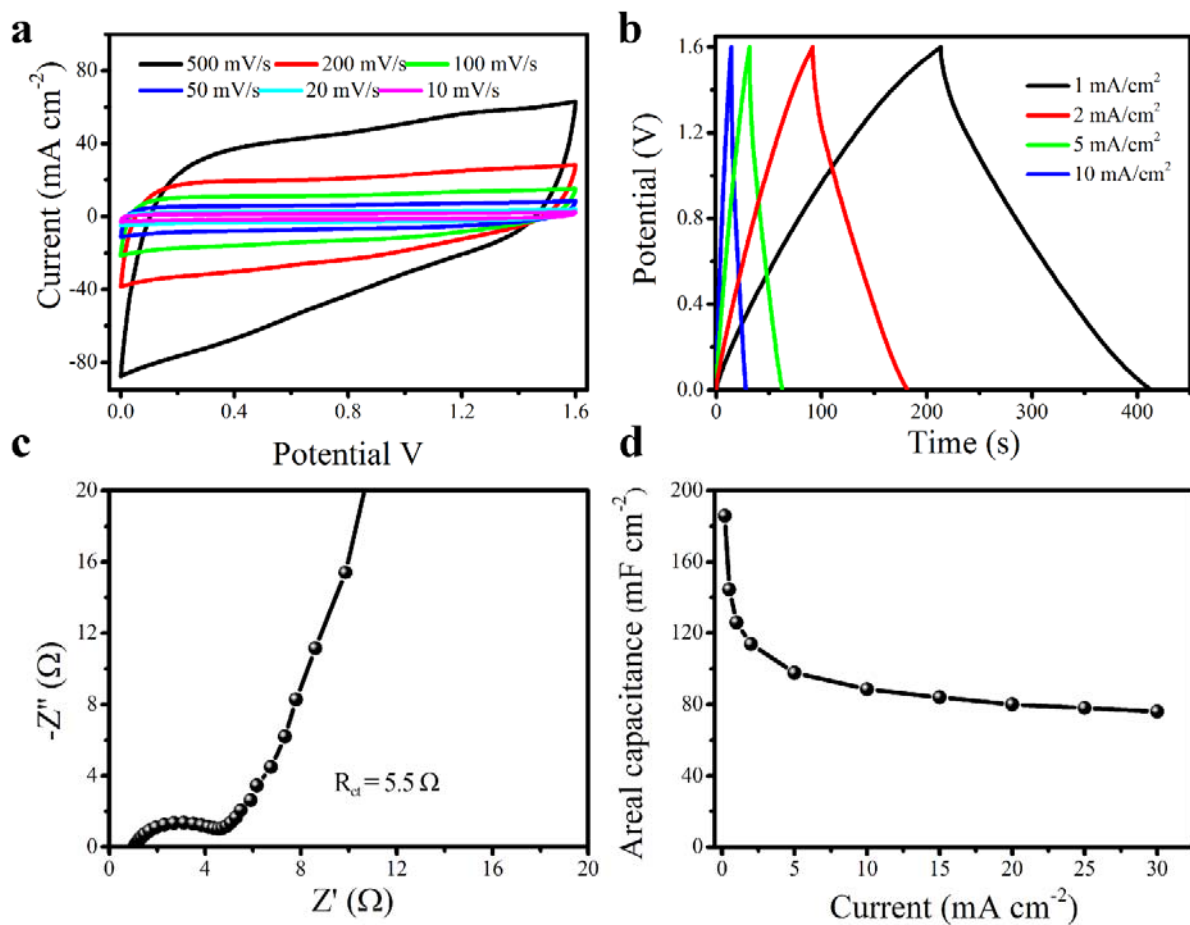 a
80
40
0
-40
-80
500 mV/s 200 mV/s 100 mV/s
50 mV/s 20 mV/s 10 mV/s
Current (mA cm⁻²)
0.0 0.4 0.8 1.2 1.6
Potential V
b
1.6
1.2
0.8
0.4
0.0
1 mA/cm²
2 mA/cm²
5 mA/cm²
10 mA/cm²
Potential (V)
0 100 200 300 400
Time (s)
c
20
16
12
8
4
0
-Z'' (Ω)
R_ct = 5.5 Ω
0 4 8 12 16 20
Z' (Ω)
d
200
160
120
80
40
0
Areal capacitance (mF cm⁻²)
0 5 10 15 20 25 30
Current (mA cm⁻²)